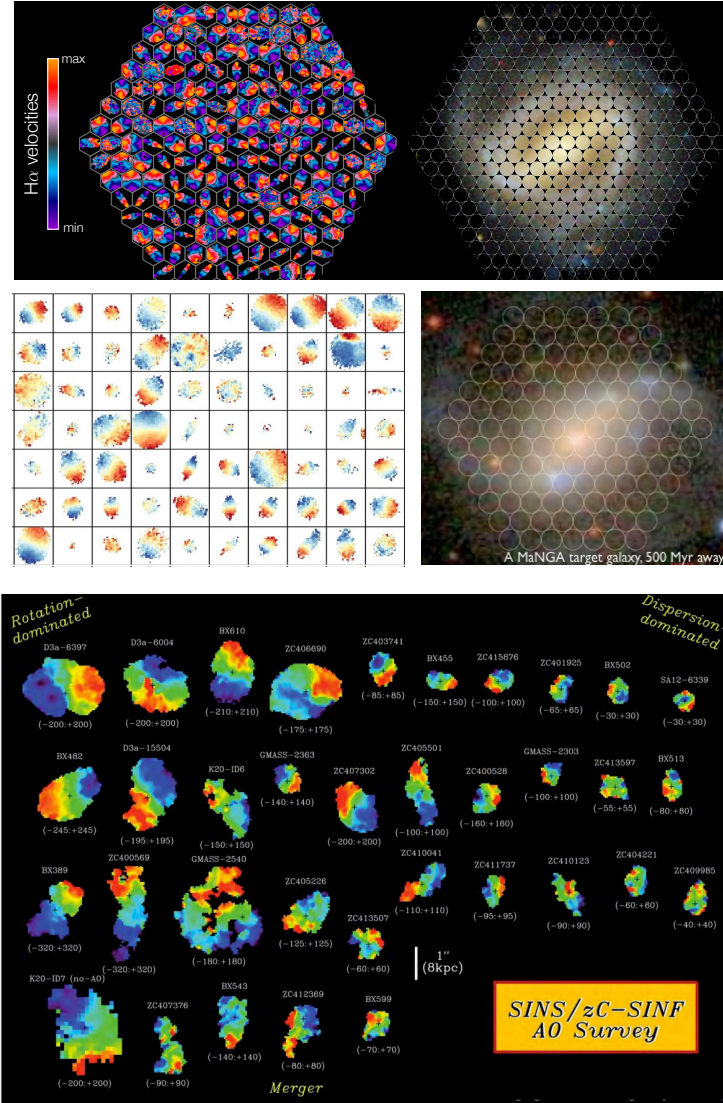 max
Hα velocities
min
A MaNGA target galaxy, 500 Myr away
Rotation-
dominated
Dispersion-
dominated
D3a-6397
(-200:+200)
D3a-6004
(-200:+200)
BX610
(-210:+210)
ZC406690
(-175:+175)
ZC403741
(-85:+85)
BX455
(-150:+150)
ZC415876
(-100:+100)
ZC401925
(-65:+65)
BX502
(-30:+30)
SA12-6339
(-30:+30)
BX482
(-245:+245)
D3a-15504
(-195:+195)
K20-ID6
(-150:+150)
GMASS-2363
(-140:+140)
ZC407302
(-200:+200)
ZC405501
(-100:+100)
ZC400528
(-160:+160)
GMASS-2303
(-100:+100)
ZC413597
(-55:+55)
BX513
(-80:+80)
BX389
(-320:+320)
ZC400569
(-320:+320)
GMASS-2540
(-180:+180)
ZC405226
(-125:+125)
ZC413507
(-60:+60)
ZC410041
(-110:+110)
ZC411737
(-95:+95)
ZC410123
(-90:+90)
ZC404221
(-60:+60)
ZC409985
(-40:+40)
1"
(8kpc)
K20-ID7 (no-AO)
(-200:+200)
ZC407376
(-90:+90)
BX543
(-140:+140)
ZC412369
(-80:+80)
BX599
(-70:+70)
Merger
SINS/zC-SINF
AO Survey